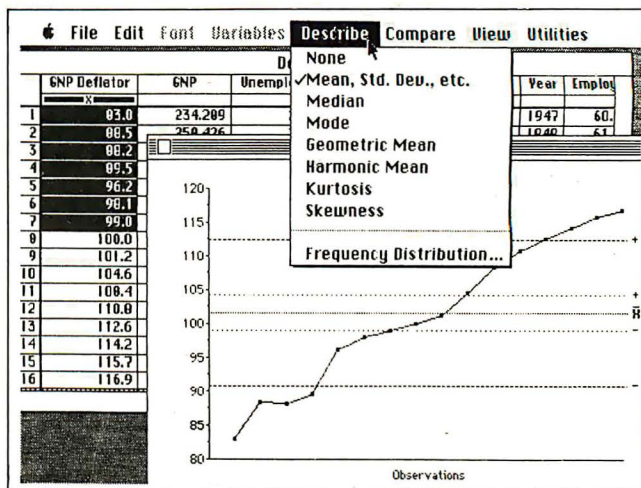 File Edit Font Variables Describe Compare View Utilities
None
✓Mean, Std. Dev., etc.
Median
Mode
Geometric Mean
Harmonic Mean
Kurtosis
Skewness
Frequency Distribution...
GNP Deflator GNP Year
X
1 83.0 234.289 1947 60.
2 88.5 1948 61
3 88.2
4 89.5
5 96.2
6 98.1
7 99.0
8 100.0
9 101.2
10 104.6
11 108.4
12 110.8
13 112.6
14 114.2
15 115.7
16 116.9
120
115
110
105
100
95
90
85
80
+
+
X̄
−
Observations